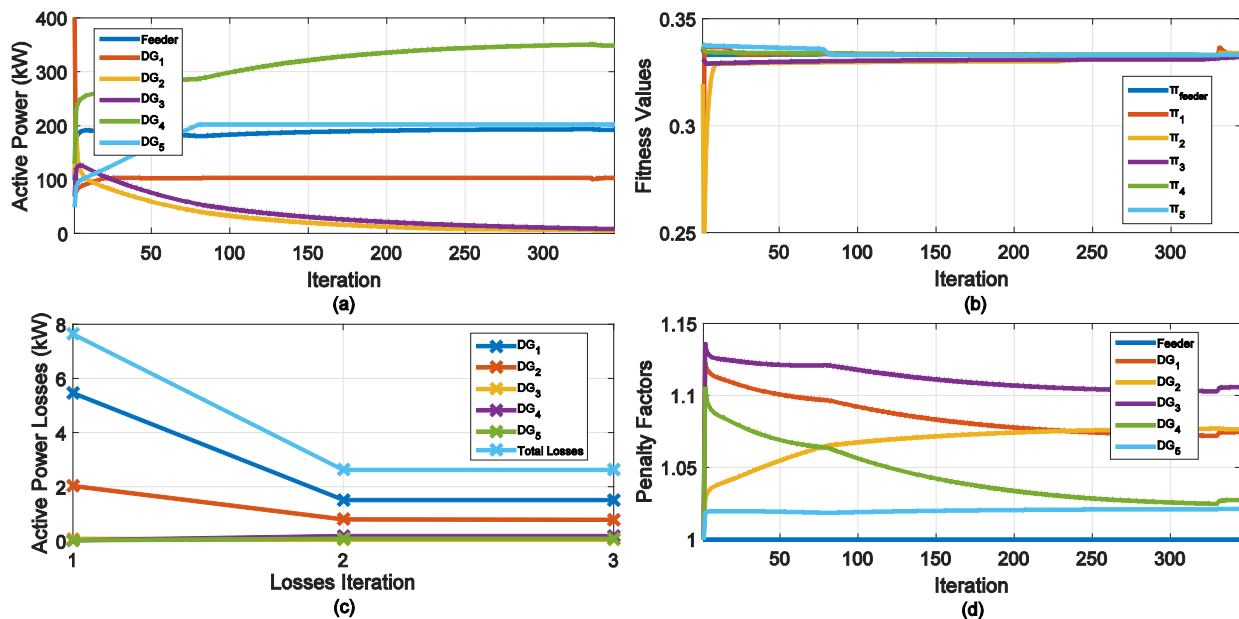 Active Power (kW)
400
300
200
100
0
Feeder
DG1
DG2
DG3
DG4
DG5
50
100
150
200
250
300
Iteration
(a)
Fitness Values
0.35
0.3
0.25
πfeeder
π1
π2
π3
π4
π5
50
100
150
200
250
300
Iteration
(b)
Active Power Losses (kW)
8
6
4
2
0
DG1
DG2
DG3
DG4
DG5
Total Losses
1
2
3
Losses Iteration
(c)
Penalty Factors
1.15
1.1
1.05
1
Feeder
DG1
DG2
DG3
DG4
DG5
50
100
150
200
250
300
Iteration
(d)